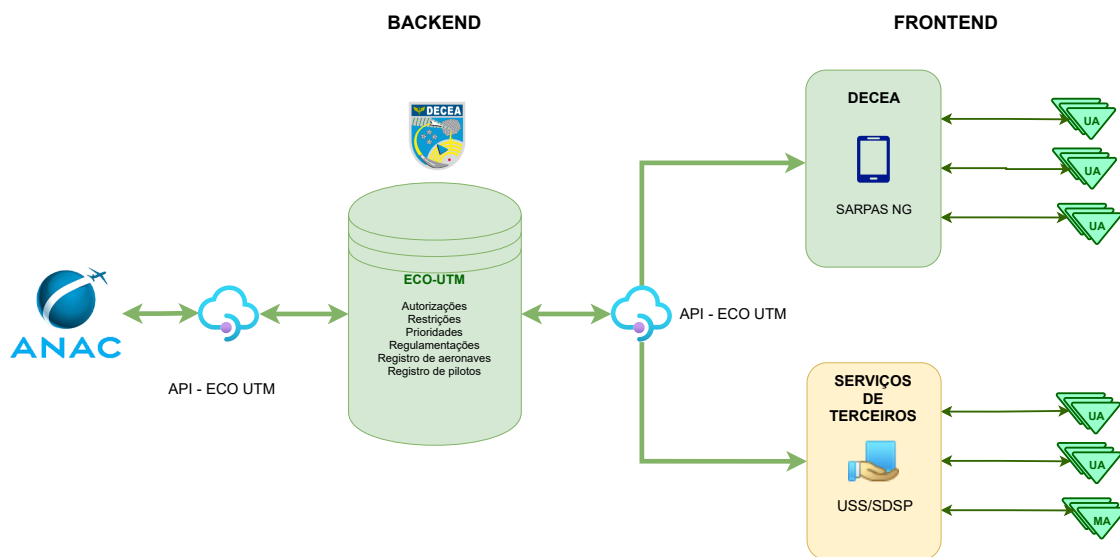 BACKEND
FRONTEND
DECEA
ECO-UTM
Autorizações
Restrições
Prioridades
Regulamentações
Registro de aeronaves
Registro de pilotos
ANAC
API - ECO UTM
API - ECO UTM
DECEA
SARPAS NG
UA
UA
UA
SERVIÇOS
DE
TERCEIROS
USS/SDSP
UA
UA
MA